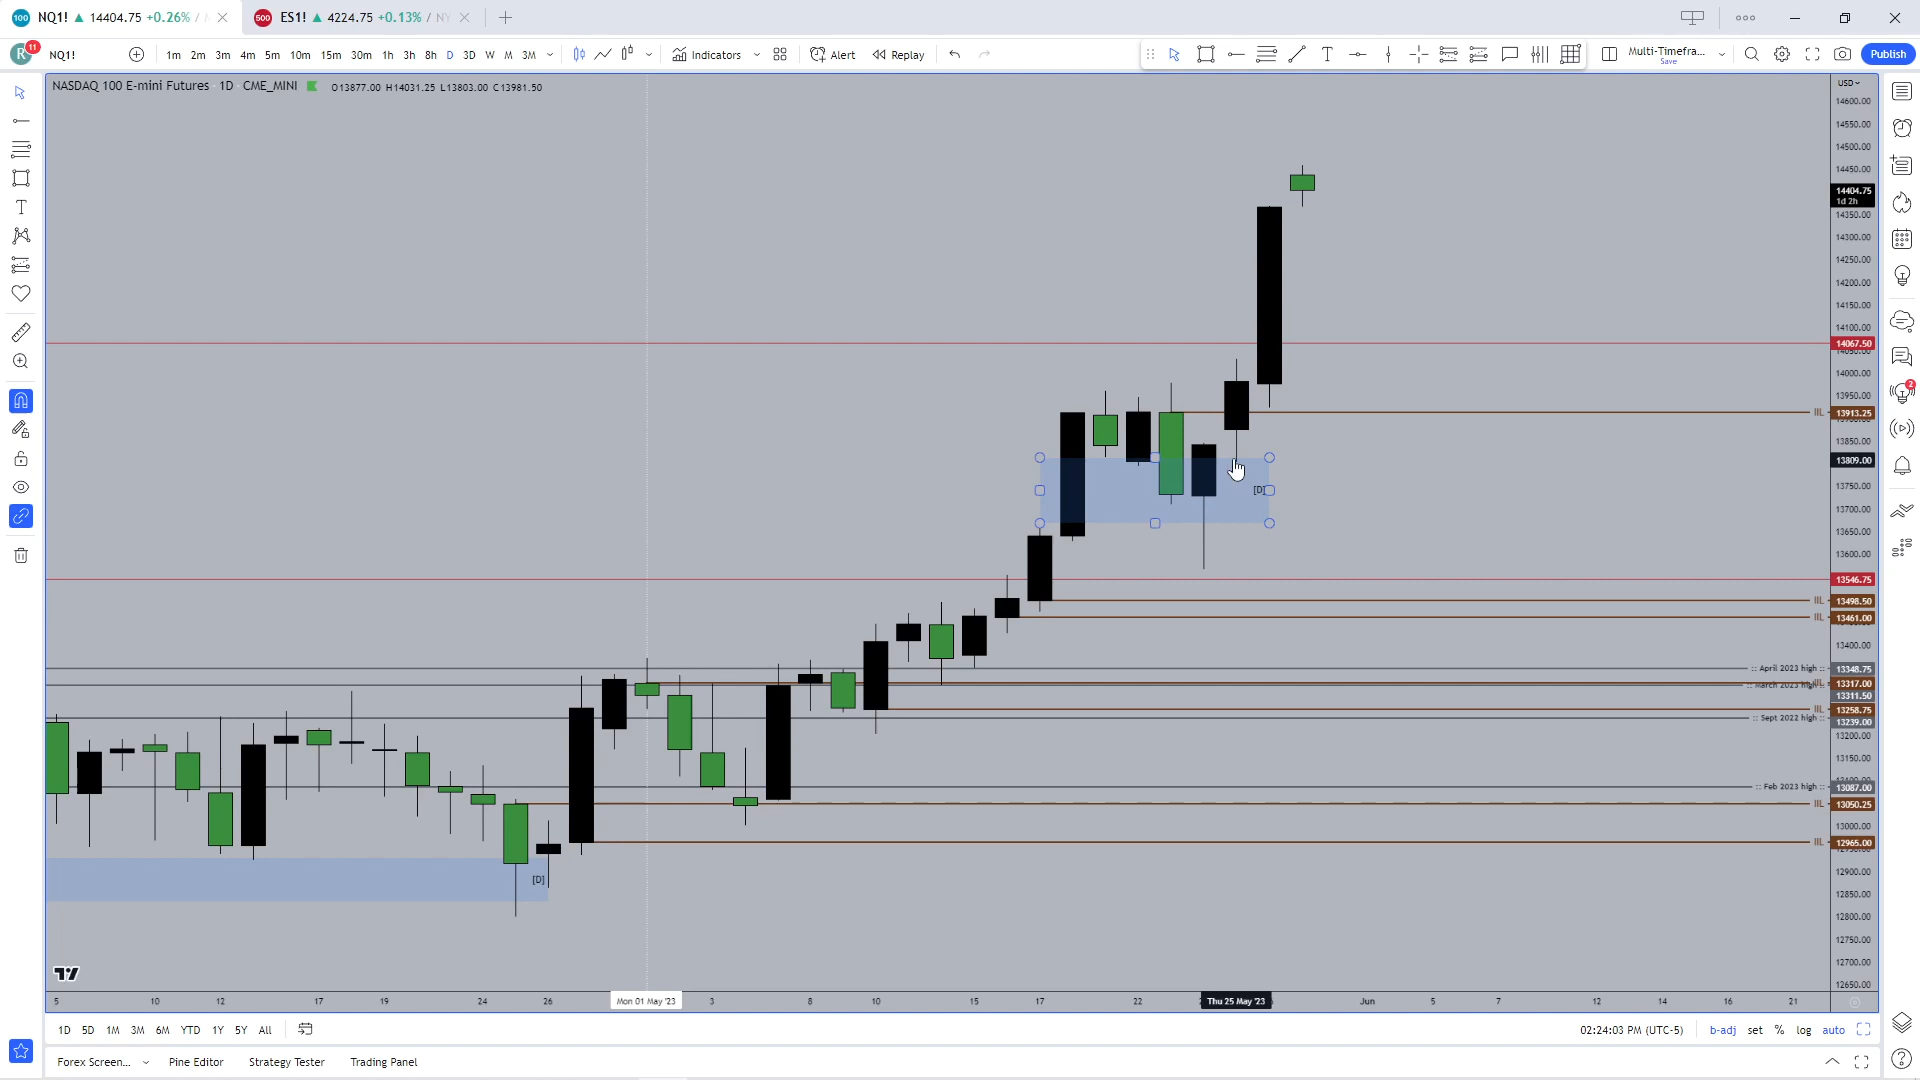 100 NQ1! ▲ 14404.75 +0.26% /
500 ES1! ▲ 4224.75 +0.13% / NY
R 11 NQ1! 1m 2m 3m 4m 5m 10m 15m 30m 1h 3h 8h D 3D W M 3M Indicators Alert Replay T Multi-Timefra... Save Publish
NASDAQ 100 E-mini Futures 1D CME_MINI O13877.00 H14031.25 L13803.00 C13981.50
USD
14600.00
14550.00
14500.00
14450.00
14404.75
1d 2h
14350.00
14300.00
14250.00
14200.00
14150.00
14100.00
14067.50
14050.00
14000.00
13950.00
13913.25
13850.00
13809.00
[D]
13750.00
13700.00
13650.00
13600.00
13546.75
13498.50
13461.00
13400.00
:: April 2023 high :: 13348.75
13317.00
:: March 2023 high :: 13311.50
13258.75
:: Sept 2022 high :: 13239.00
13200.00
13150.00
:: Feb 2023 high :: 13087.00
13050.25
13000.00
12965.00
12900.00
[D]
12850.00
12800.00
12750.00
12700.00
12650.00
5 10 12 17 19 24 26 Mon 01 May '23 3 8 10 15 17 22 Thu 25 May '23 Jun 5 7 12 14 16 21
1D 5D 1M 3M 6M YTD 1Y 5Y All 02:24:03 PM (UTC-5) b-adj set % log auto
Forex Screen... Pine Editor Strategy Tester Trading Panel
2